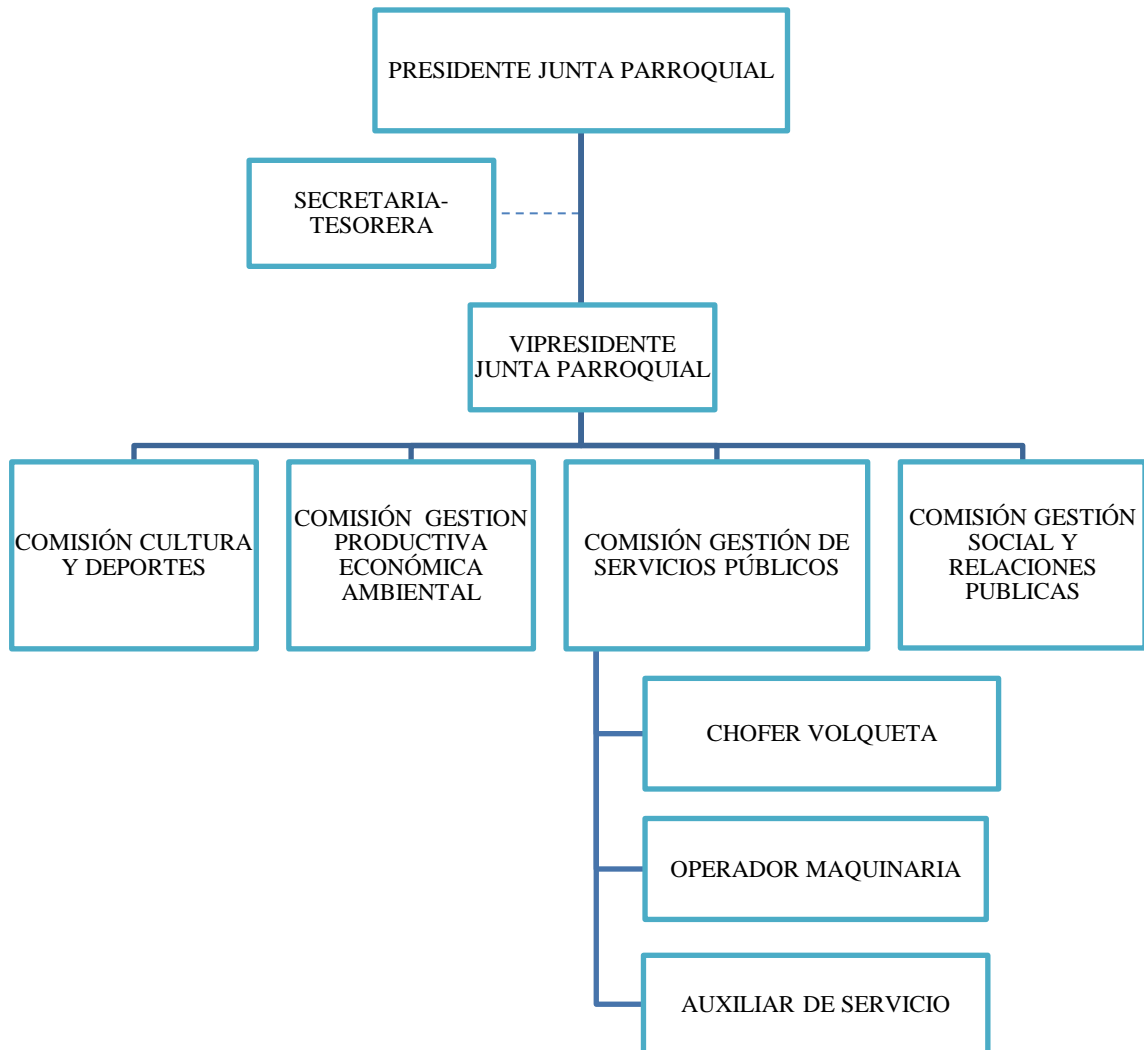 PRESIDENTE JUNTA PARROQUIAL
SECRETARIA-
TESORERA
VIPRESIDENTE
JUNTA PARROQUIAL
COMISIÓN CULTURA
Y DEPORTES
COMISIÓN GESTION
PRODUCTIVA
ECONÓMICA
AMBIENTAL
COMISIÓN GESTIÓN DE
SERVICIOS PÚBLICOS
COMISIÓN GESTIÓN
SOCIAL Y
RELACIONES
PUBLICAS
CHOFER VOLQUETA
OPERADOR MAQUINARIA
AUXILIAR DE SERVICIO